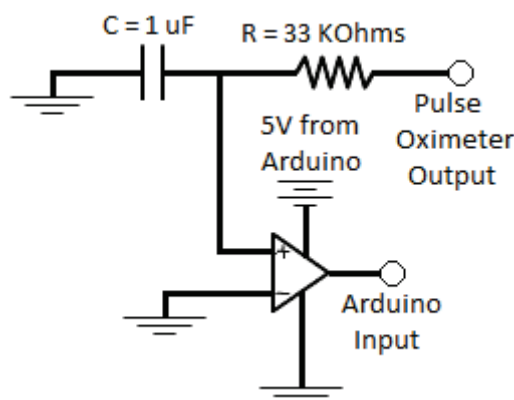 C = 1 uF
R = 33 KOhms
Pulse
Oximeter
Output
5V from
Arduino
+
-
Arduino
Input